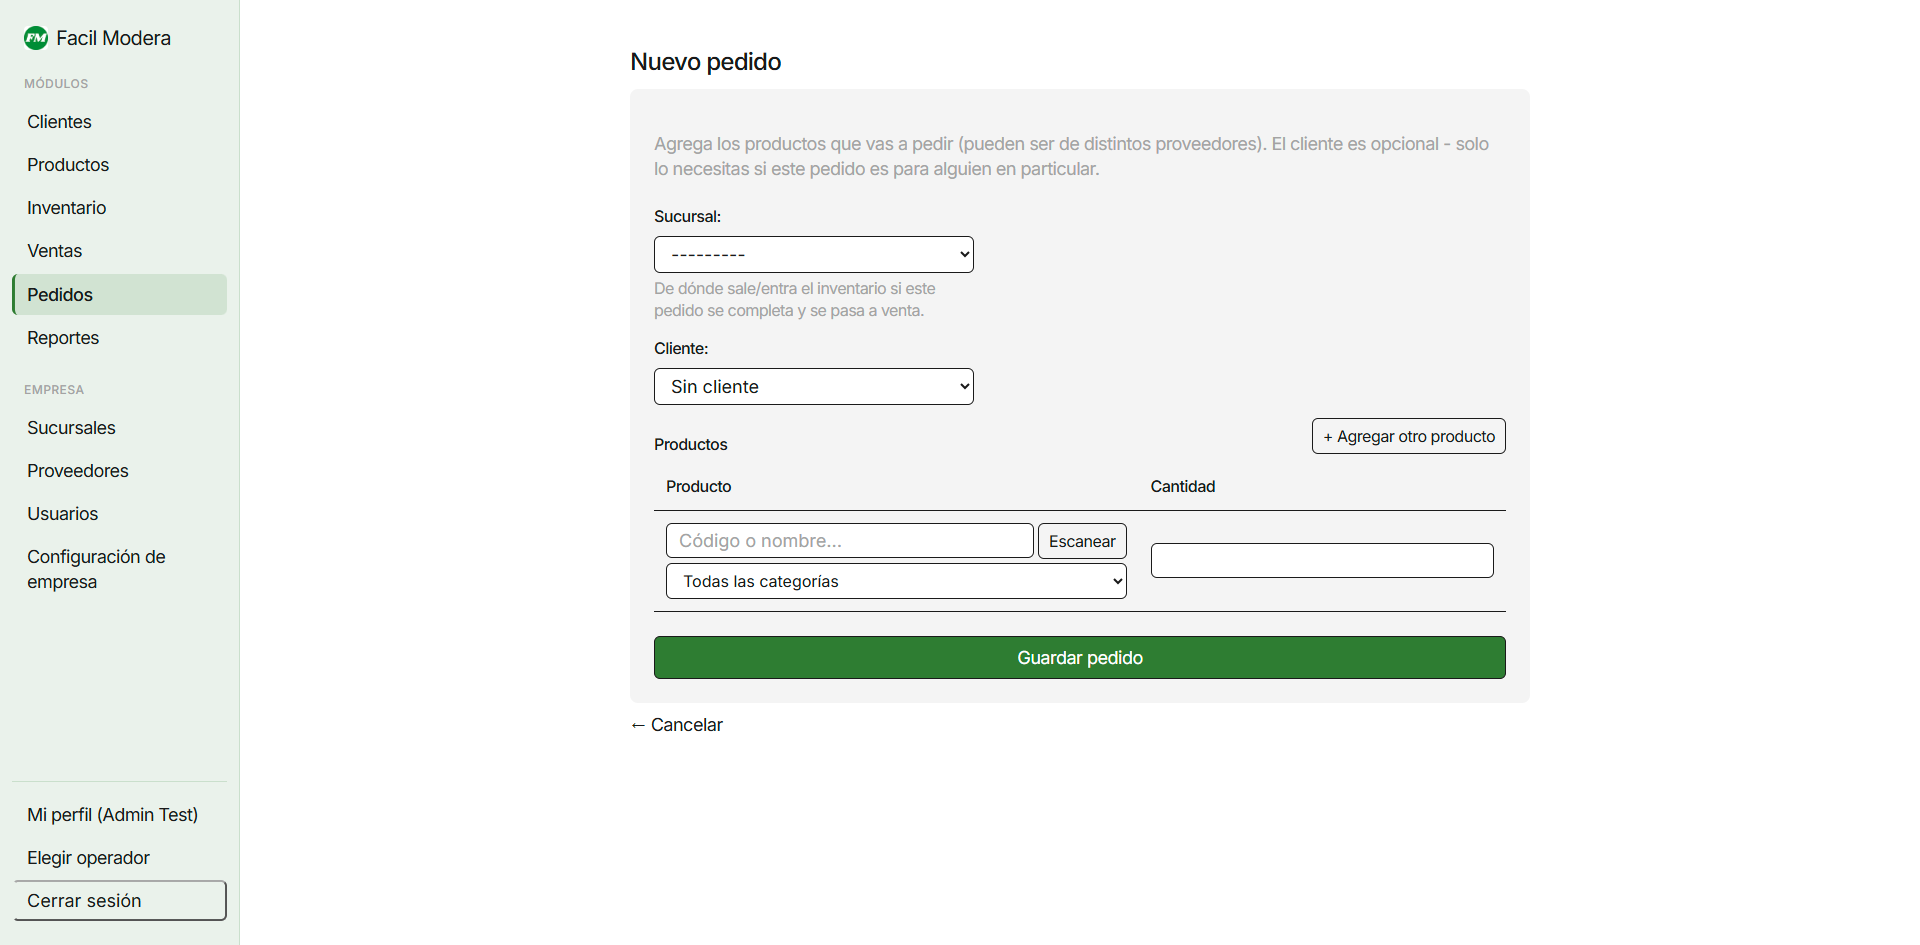 FM Facil Modera
MÓDULOS
Clientes
Productos
Inventario
Ventas
Pedidos
Reportes
EMPRESA
Sucursales
Proveedores
Usuarios
Configuración de
empresa
Mi perfil (Admin Test)
Elegir operador
Cerrar sesión
Nuevo pedido
Agrega los productos que vas a pedir (pueden ser de distintos proveedores). El cliente es opcional - solo
lo necesitas si este pedido es para alguien en particular.
Sucursal:
---------
De dónde sale/entra el inventario si este
pedido se completa y se pasa a venta.
Cliente:
Sin cliente
Productos
+ Agregar otro producto
Producto Cantidad
Código o nombre... Escanear
Todas las categorías
Guardar pedido
← Cancelar